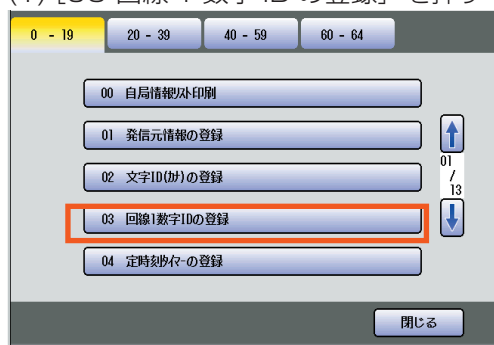 (1) [03 回線 1 数字 ID の登録] を押す
0 - 19 20 - 39 40 - 59 60 - 64
00 自局情報ﾘｽﾄ印刷
01 発信元情報の登録
02 文字ID(ｶﾅ)の登録
03 回線1数字IDの登録
04 定時刻ﾀｲﾏｰの登録
01
/
13
閉じる